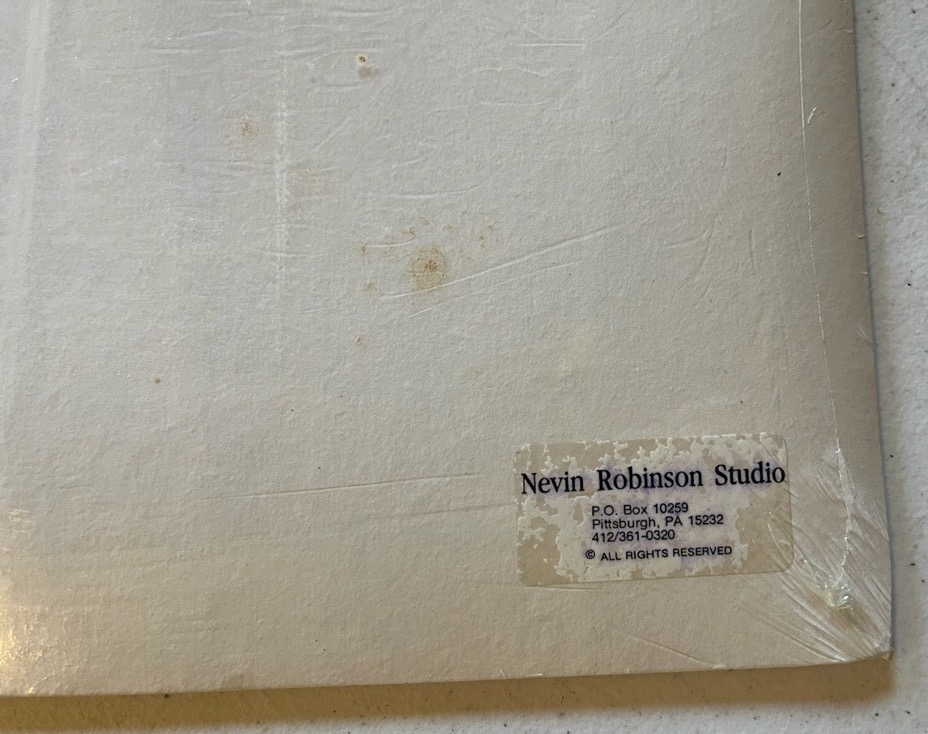 Nevin Robinson Studio
P.O. Box 10259
Pittsburgh, PA 15232
412/361-0320
© ALL RIGHTS RESERVED